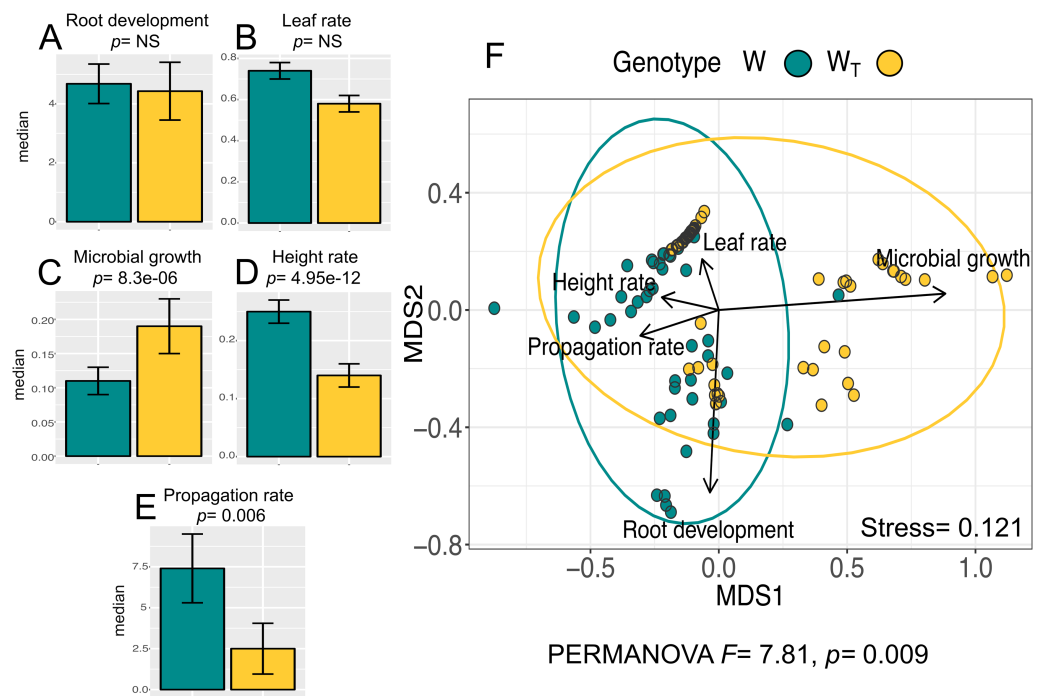 A
Root development
p= NS
median
4
2
0
B
Leaf rate
p= NS
0.8
0.6
0.4
0.2
0.0
C
Microbial growth
p= 8.3e-06
median
0.20
0.15
0.10
0.05
0.00
D
Height rate
p= 4.95e-12
0.2
0.1
0.0
E
Propagation rate
p= 0.006
median
7.5
5
2.5
0.0
F
Genotype W W_T
MDS2
0.4
0.0
−0.4
−0.8
Leaf rate
Microbial growth
Height rate
Propagation rate
Root development
Stress= 0.121
−0.5 0.0 0.5 1.0
MDS1
PERMANOVA F= 7.81, p= 0.009